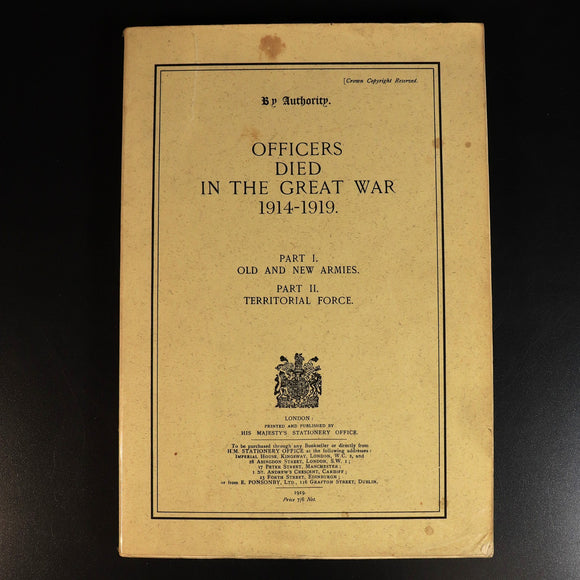 [Crown Copyright Reserved.
By Authority.
OFFICERS
DIED
IN THE GREAT WAR
1914-1919.
PART I.
OLD AND NEW ARMIES.
PART II.
TERRITORIAL FORCE.
LONDON:
PRINTED AND PUBLISHED BY
HIS MAJESTY'S STATIONERY OFFICE.
To be purchased through any Bookseller or directly from
H.M. STATIONERY OFFICE at the following addresses:
IMPERIAL HOUSE, KINGSWAY, LONDON, W.C. 2, and
28 ABINGDON STREET, LONDON, S.W. 1;
37 PETER STREET, MANCHESTER;
1 ST. ANDREW'S CRESCENT, CARDIFF;
23 FORTH STREET, EDINBURGH;
or from E. PONSONBY, LTD., 116 GRAFTON STREET, DUBLIN.
1919.
Price 7/6 Net.